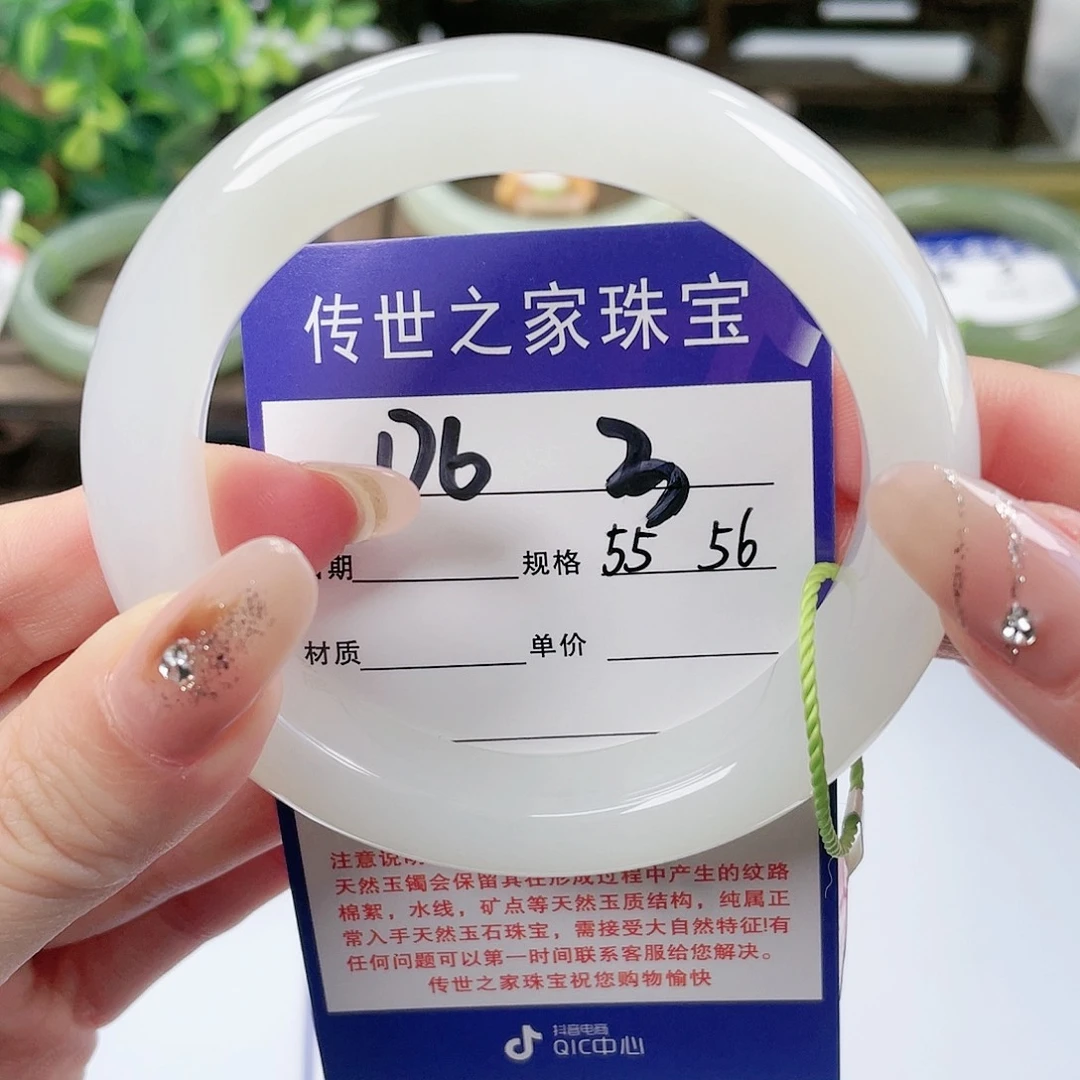 传世之家珠宝
176
期 规格 55 56
材质 单价
注意说明
天然玉镯会保留其在形成过程中产生的纹路
棉絮，水线，矿点等天然玉质结构，纯属正
常入手天然玉石珠宝，需接受大自然特征!有
任何问题可以第一时间联系客服给您解决。
传世之家珠宝祝您购物愉快
抖音电商
QIC中心